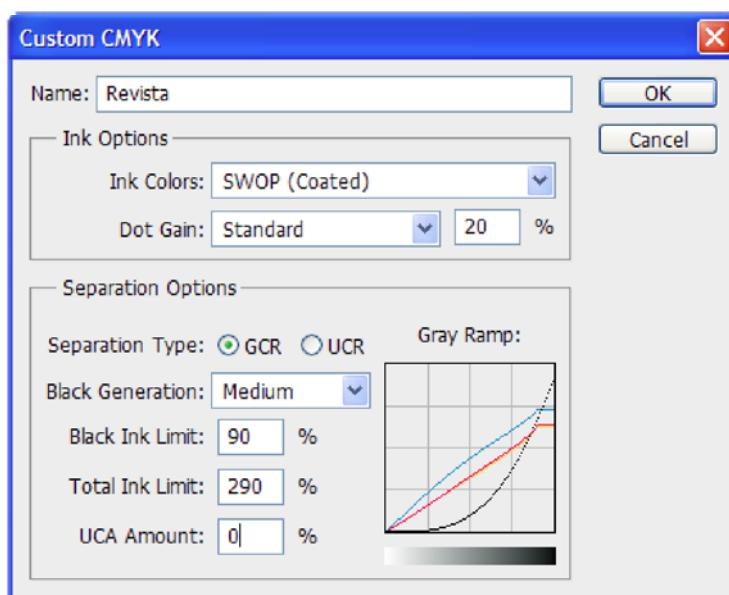 Custom CMYK
Name: Revista
OK
Cancel
Ink Options
Ink Colors: SWOP (Coated)
Dot Gain: Standard 20 %
Separation Options
Separation Type: GCR UCR
Gray Ramp:
Black Generation: Medium
Black Ink Limit: 90 %
Total Ink Limit: 290 %
UCA Amount: 0 %